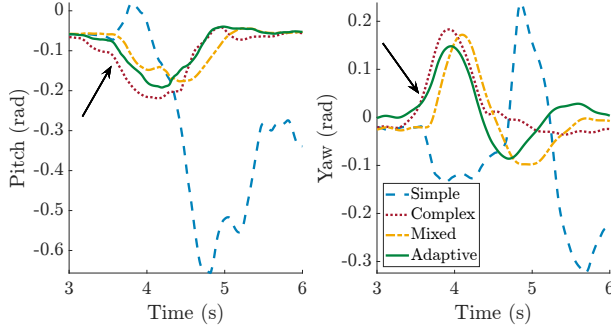 0
-0.1
-0.2
-0.3
-0.4
-0.5
-0.6
Pitch (rad)
3
4
5
6
Time (s)
0.2
0.1
0
-0.1
-0.2
-0.3
Yaw (rad)
Simple
Complex
Mixed
Adaptive
3
4
5
6
Time (s)